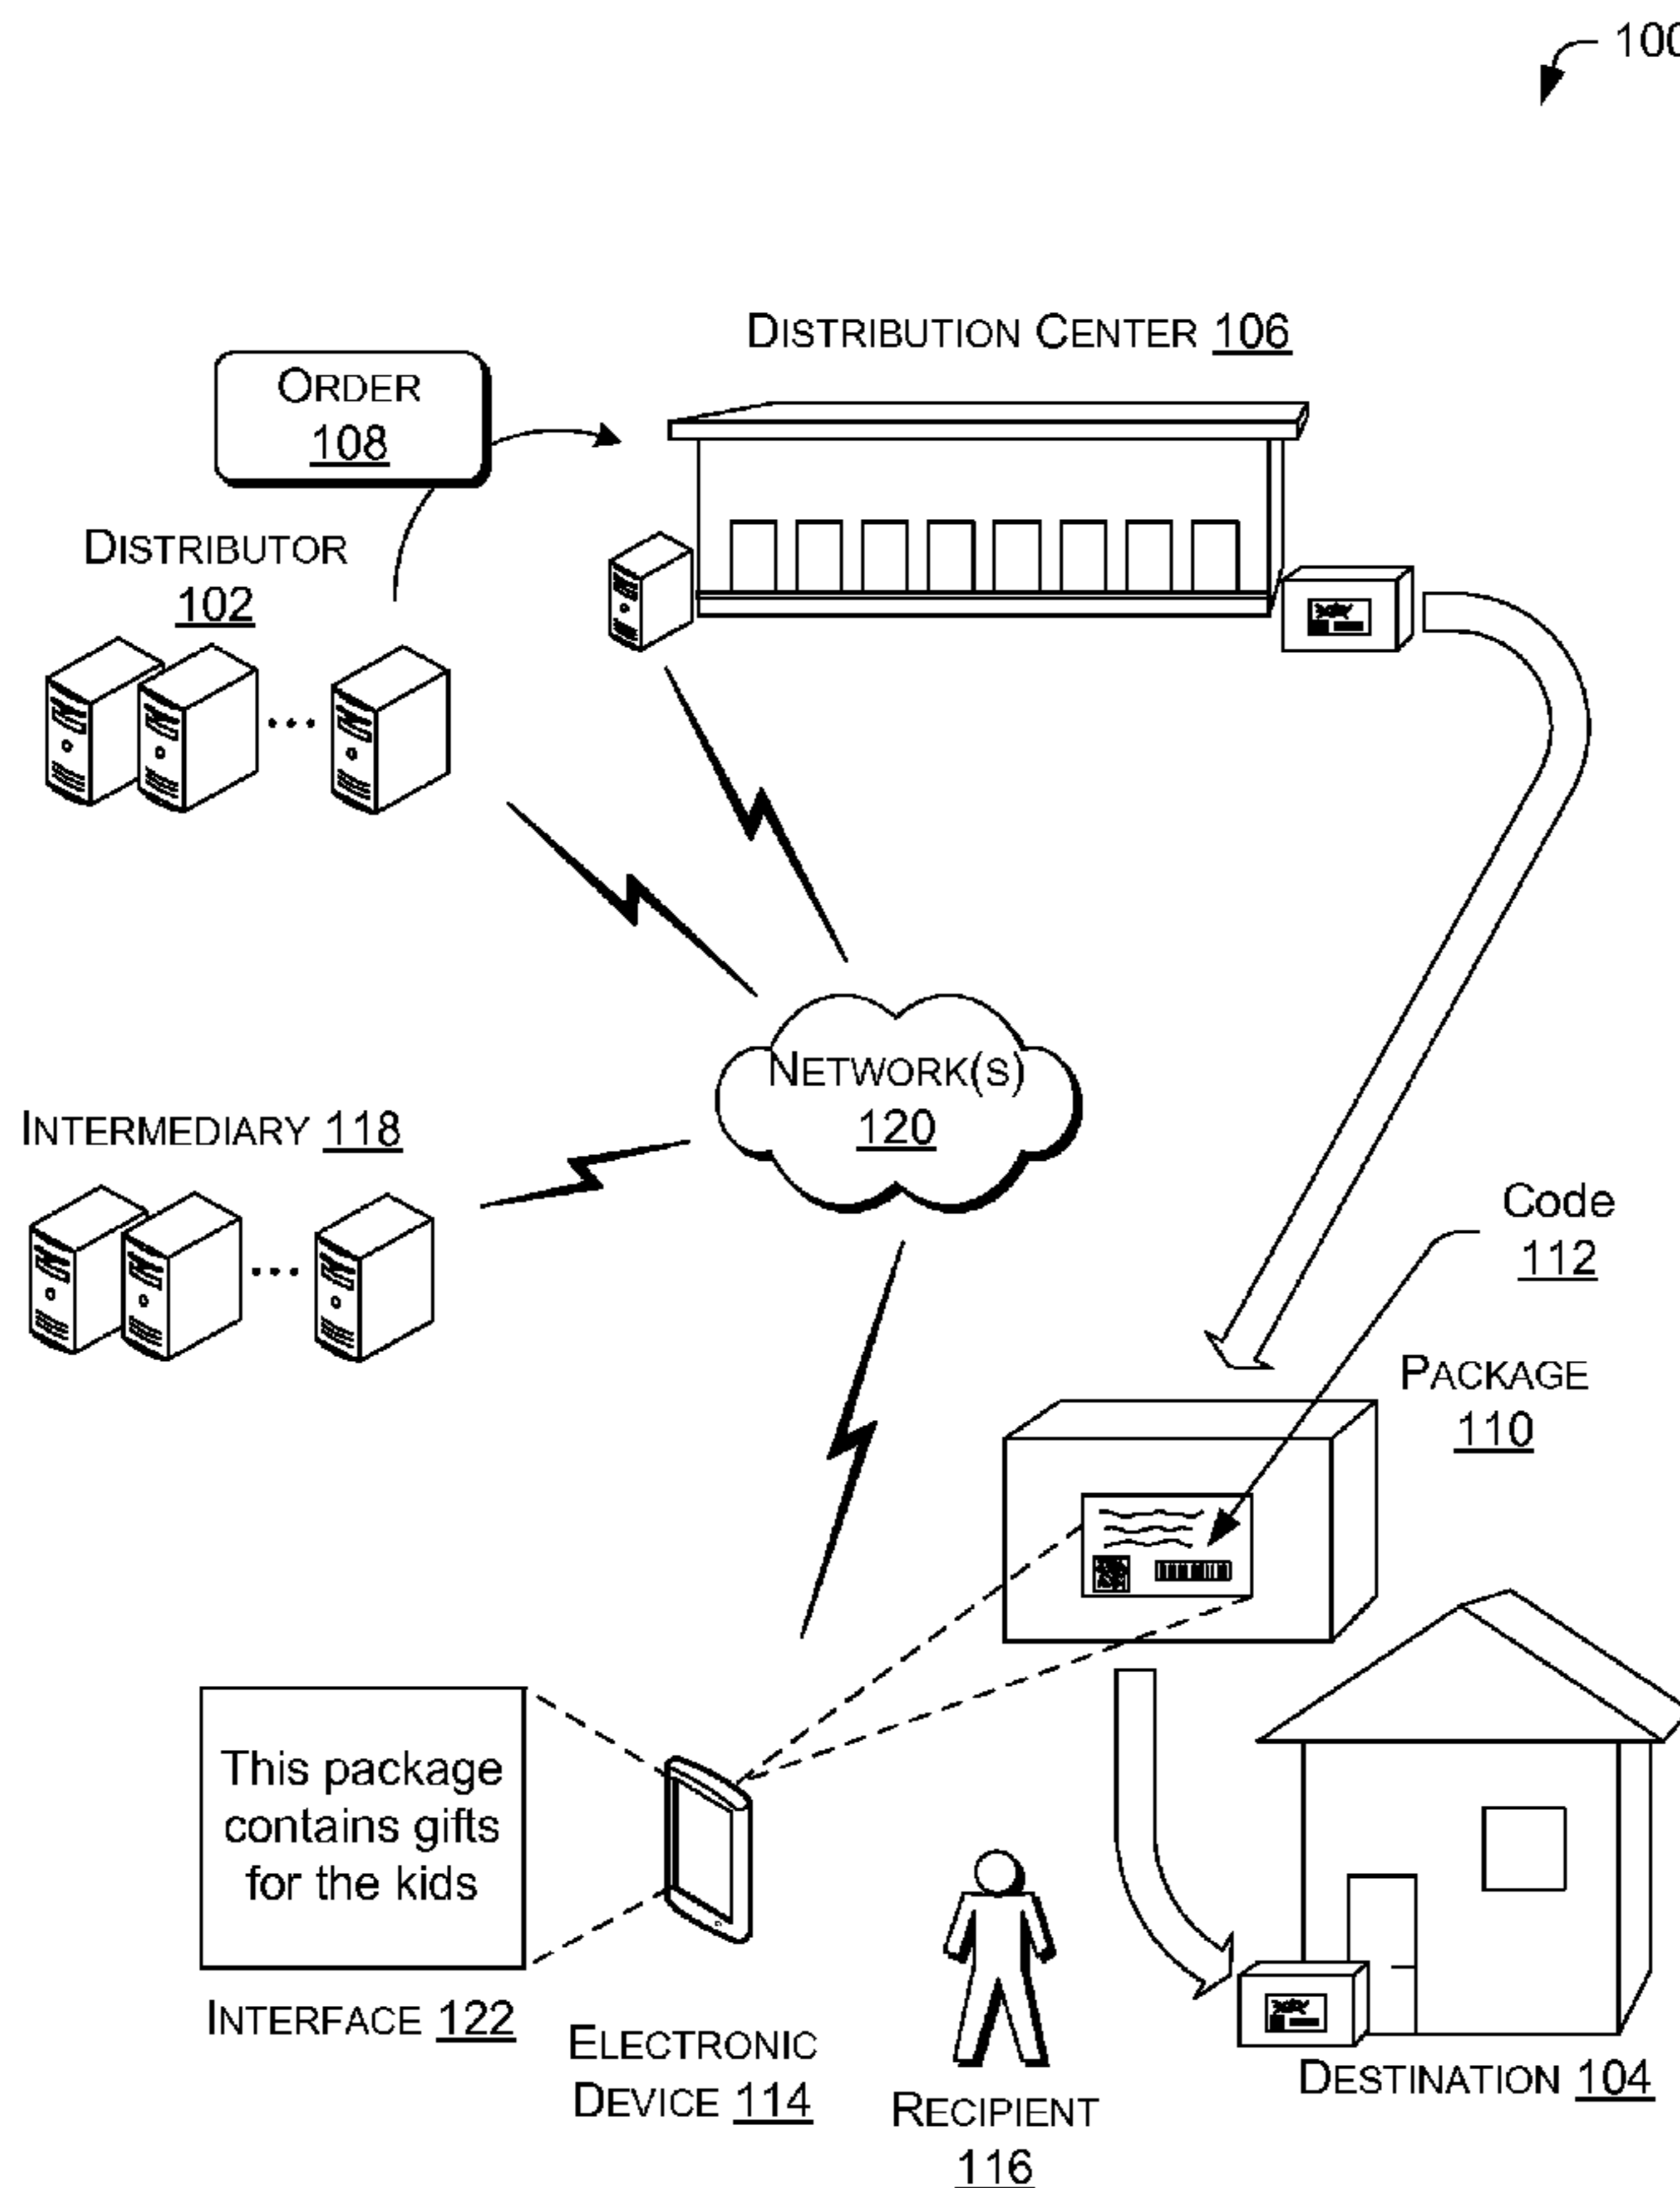 100
DISTRIBUTION CENTER 106
ORDER
108
DISTRIBUTOR
102
NETWORK(S)
120
INTERMEDIARY 118
Code
112
PACKAGE
110
This package
contains gifts
for the kids
INTERFACE 122
ELECTRONIC
DEVICE 114
RECIPIENT
116
DESTINATION 104